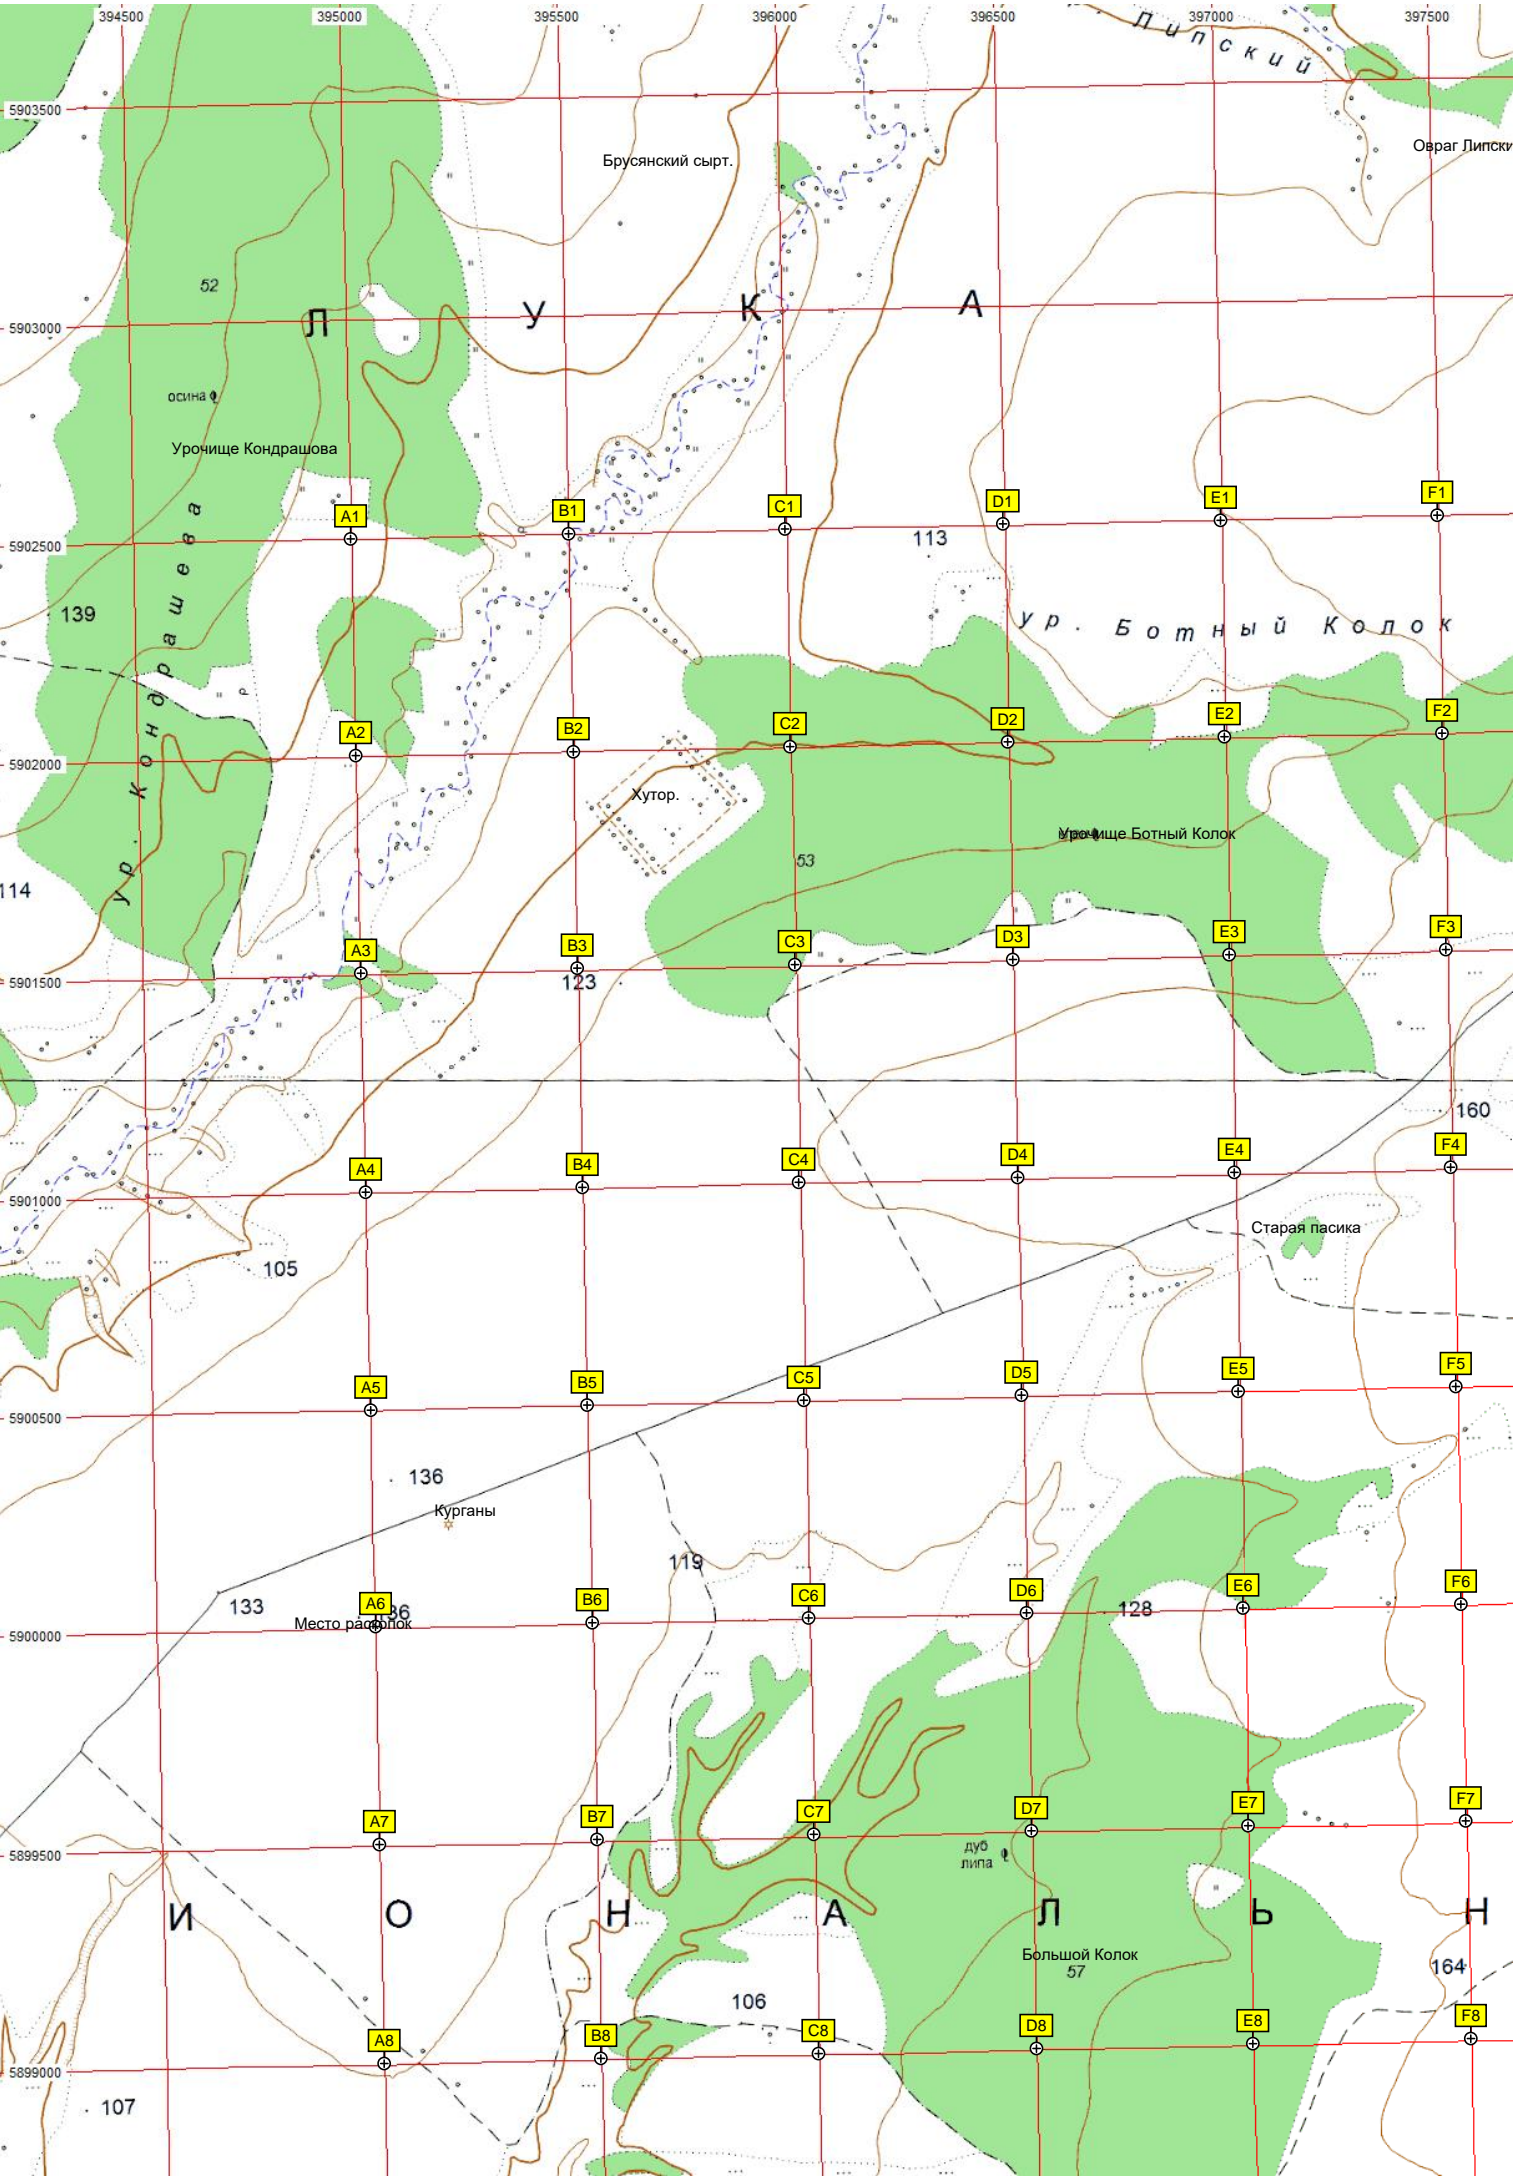 394500 395000 395500 396000 396500 397000 397500
Липский
5903500
Брусянский сырт.
Овраг Липски
52
Л У К А
5903000
осина
Урочище Кондрашова
A1 B1 C1 D1 E1 F1
5902500
113
139
ур. Кондрашева
ур. Ботный Колок
A2 B2 C2 D2 E2 F2
5902000
Хутор.
Урочище Ботный Колок
53
114
A3 B3 C3 D3 E3 F3
5901500
123
160
A4 B4 C4 D4 E4 F4
5901000
Старая пасика
105
A5 B5 C5 D5 E5 F5
5900500
136
Курганы
119
A6 B6 C6 D6 E6 F6
133
136
128
Место раскопок
5900000
A7 B7 C7 D7 E7 F7
5899500
дуб
липа
И О Н А Л Ь Н
Большой Колок
57
164
106
A8 B8 C8 D8 E8 F8
5899000
107